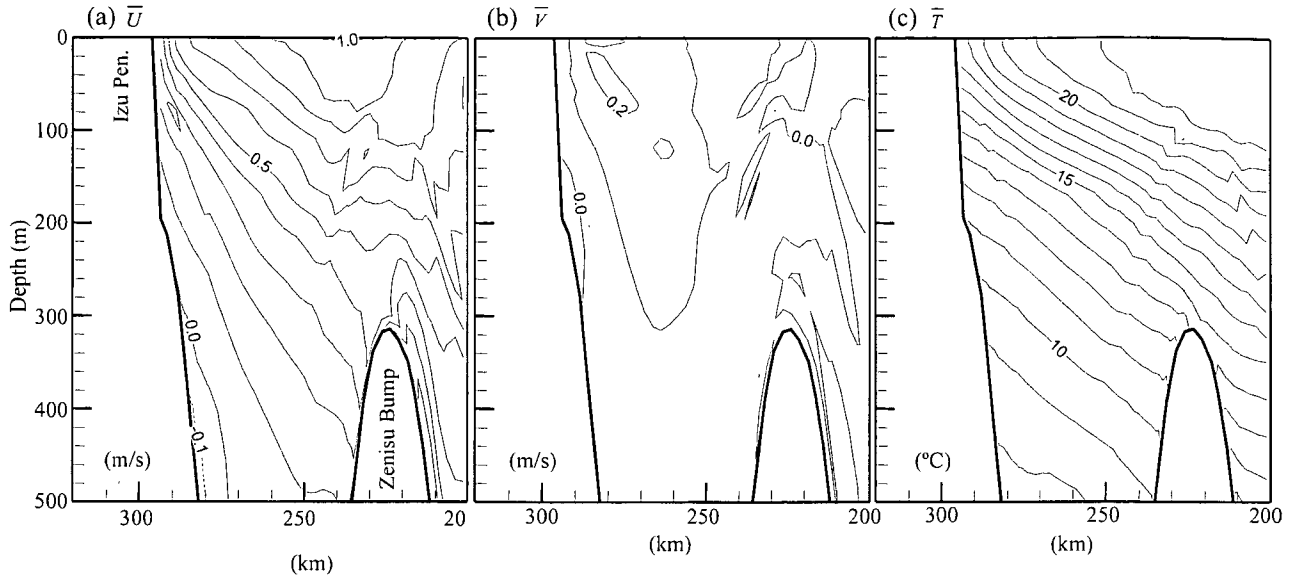 (a) U̅
(b) V̅
(c) T̅
0
100
200
300
400
500
Depth (m)
Izu Pen.
1.0
0.5
0.0
-0.1
Zenisu Bump
(m/s)
300
250
20
(km)
0.2
0.0
0.0
(m/s)
300
250
200
(km)
20
15
10
(ºC)
300
250
200
(km)